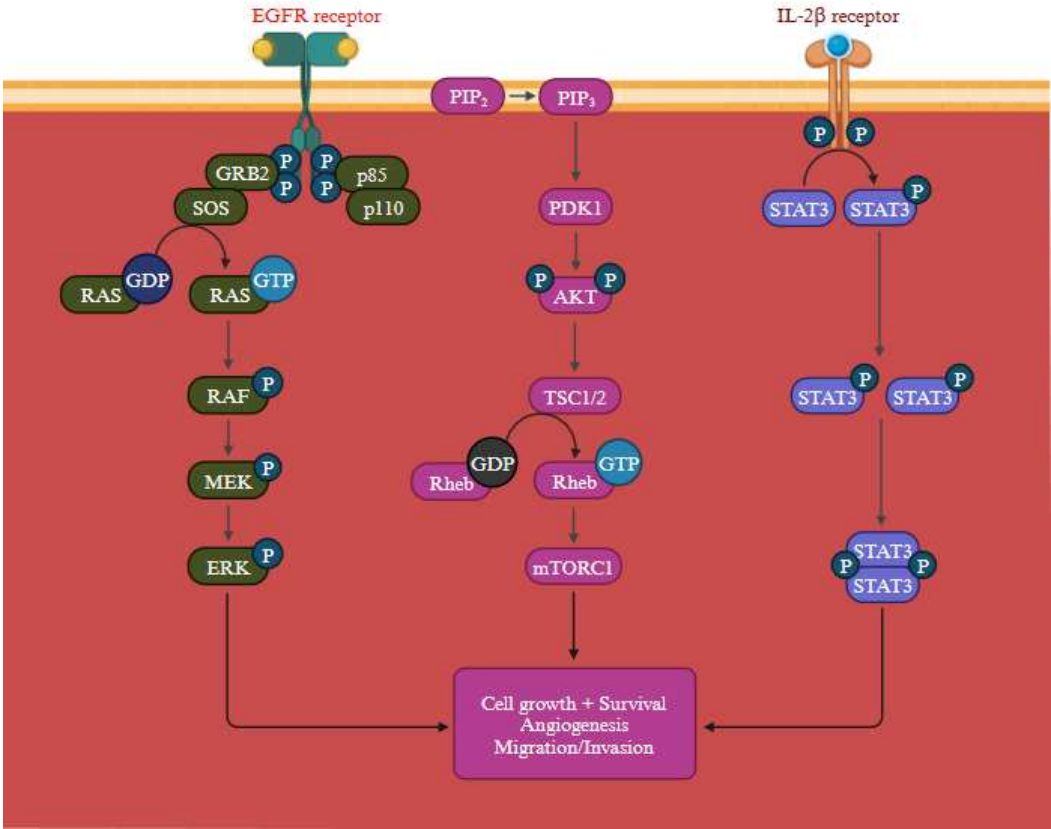 EGFR receptor
IL-2β receptor
PIP₂
PIP₃
P
P
P
P
GRB2
SOS
p85
p110
P
P
STAT3
STAT3
P
PDK1
RAS
GDP
RAS
GTP
P
AKT
P
RAF
P
TSC1/2
STAT3
P
STAT3
P
MEK
P
Rheb
GDP
Rheb
GTP
ERK
P
mTORC1
STAT3
P
P
STAT3
Cell growth + Survival
Angiogenesis
Migration/Invasion